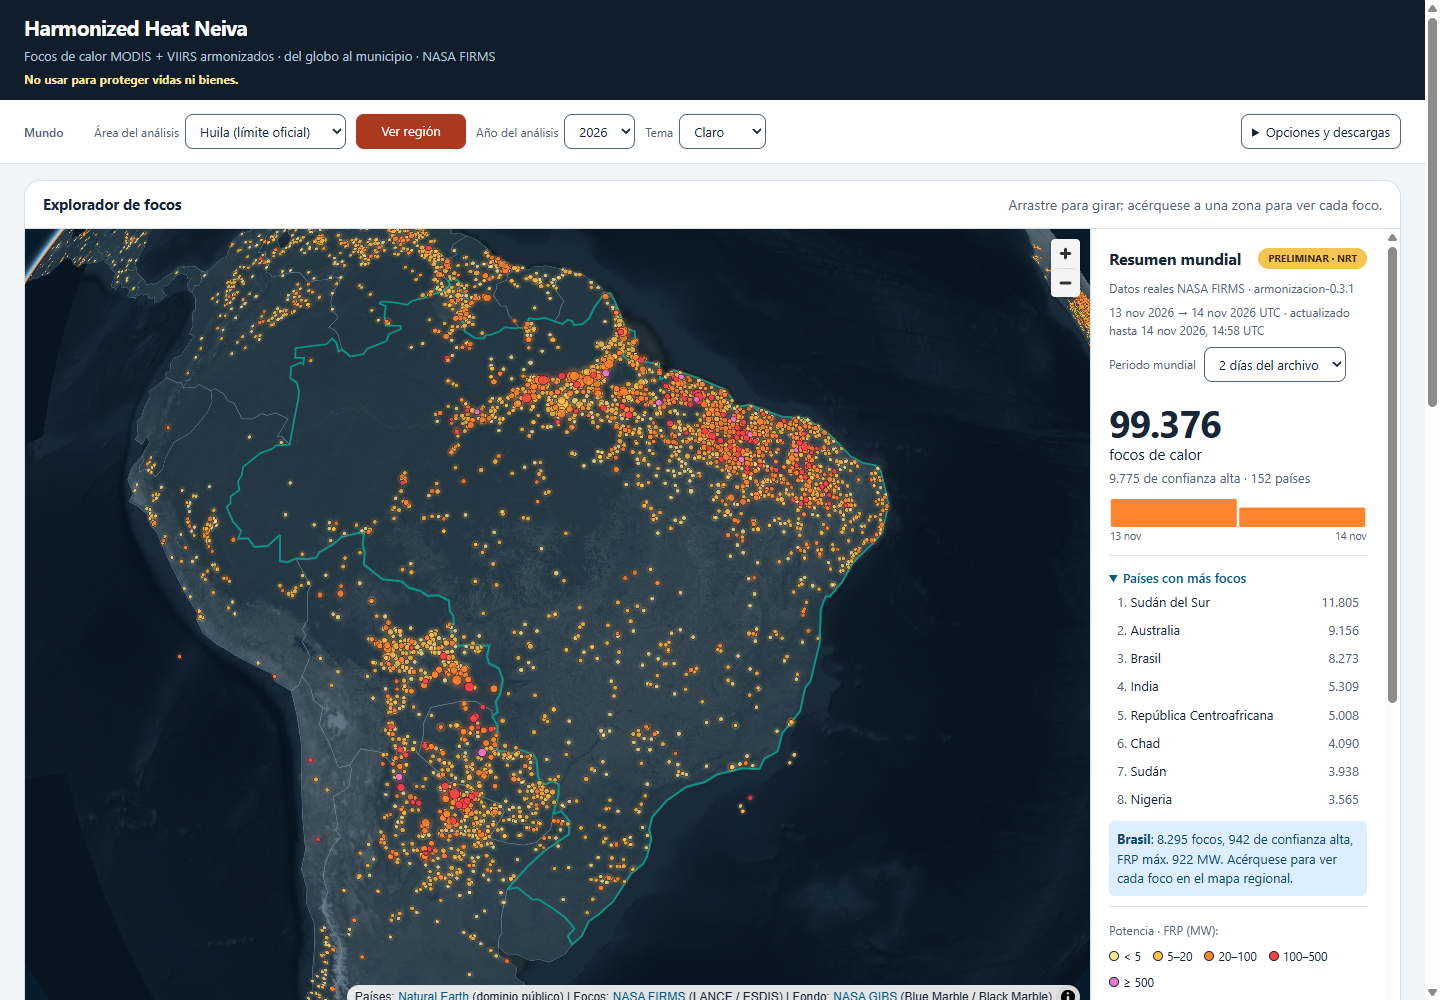 Harmonized Heat Neiva
Focos de calor MODIS + VIIRS armonizados · del globo al municipio · NASA FIRMS
No usar para proteger vidas ni bienes.
Mundo Área del análisis Huila (límite oficial) Ver región Año del análisis 2026 Tema Claro ▶ Opciones y descargas
Explorador de focos Arrastre para girar; acérquese a una zona para ver cada foco.
+
−
Resumen mundial PRELIMINAR · NRT
Datos reales NASA FIRMS · armonizacion-0.3.1
13 nov 2026 → 14 nov 2026 UTC · actualizado
hasta 14 nov 2026, 14:58 UTC
Periodo mundial 2 días del archivo
99.376
focos de calor
9.775 de confianza alta · 152 países
13 nov 14 nov
▼ Países con más focos
1. Sudán del Sur 11.805
2. Australia 9.156
3. Brasil 8.273
4. India 5.309
5. República Centroafricana 5.008
6. Chad 4.090
7. Sudán 3.938
8. Nigeria 3.565
Brasil: 8.295 focos, 942 de confianza alta,
FRP máx. 922 MW. Acérquese para ver
cada foco en el mapa regional.
Potencia · FRP (MW):
< 5 5–20 20–100 100–500
≥ 500
Países: Natural Earth (dominio público) | Focos: NASA FIRMS (LANCE / ESDIS) | Fondo: NASA GIBS (Blue Marble / Black Marble)